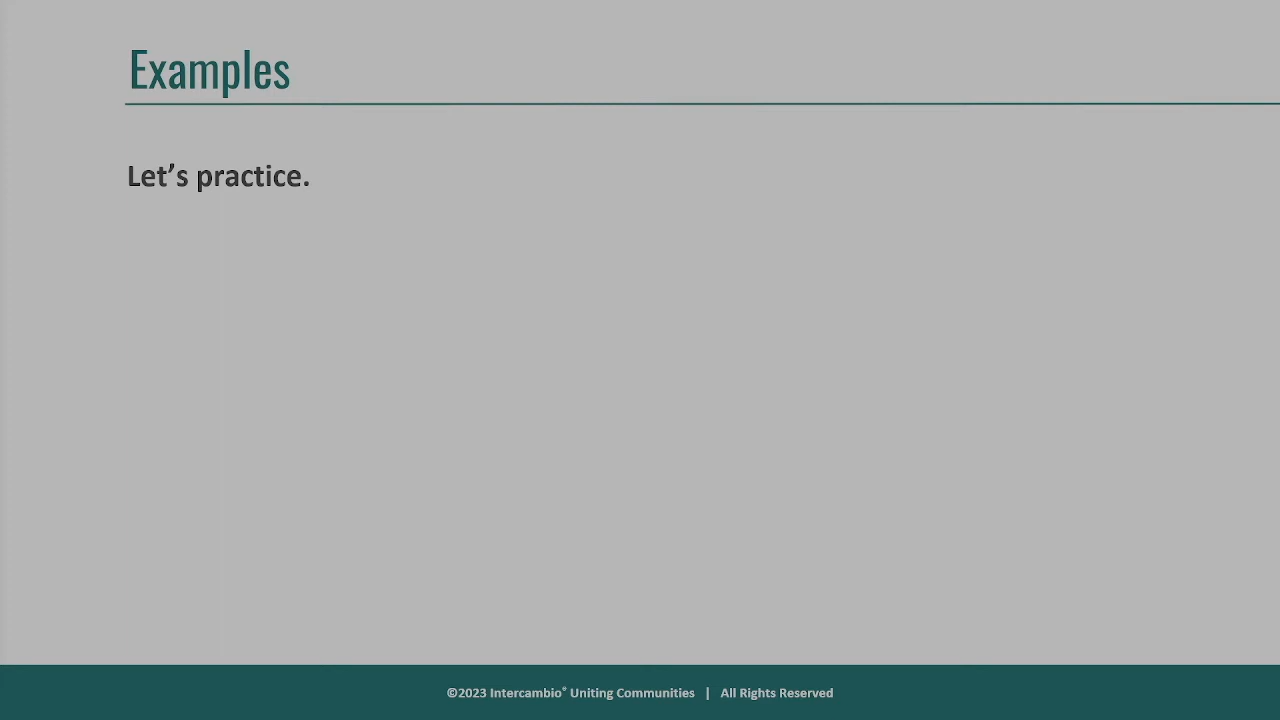 Examples
Let’s practice.
©2023 Intercambio® Uniting Communities | All Rights Reserved